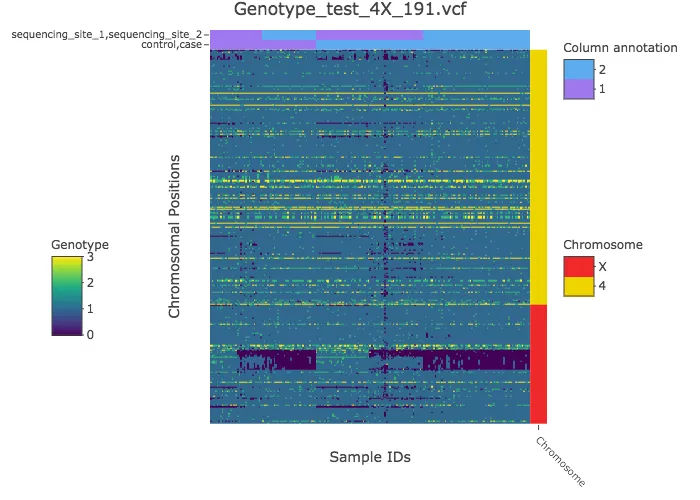 Genotype_test_4X_191.vcf
sequencing_site_1,sequencing_site_2
control,case
Column annotation
2
1
Chromosomal Positions
Genotype
3
2
1
0
Chromosome
X
4
Sample IDs
Chromosome